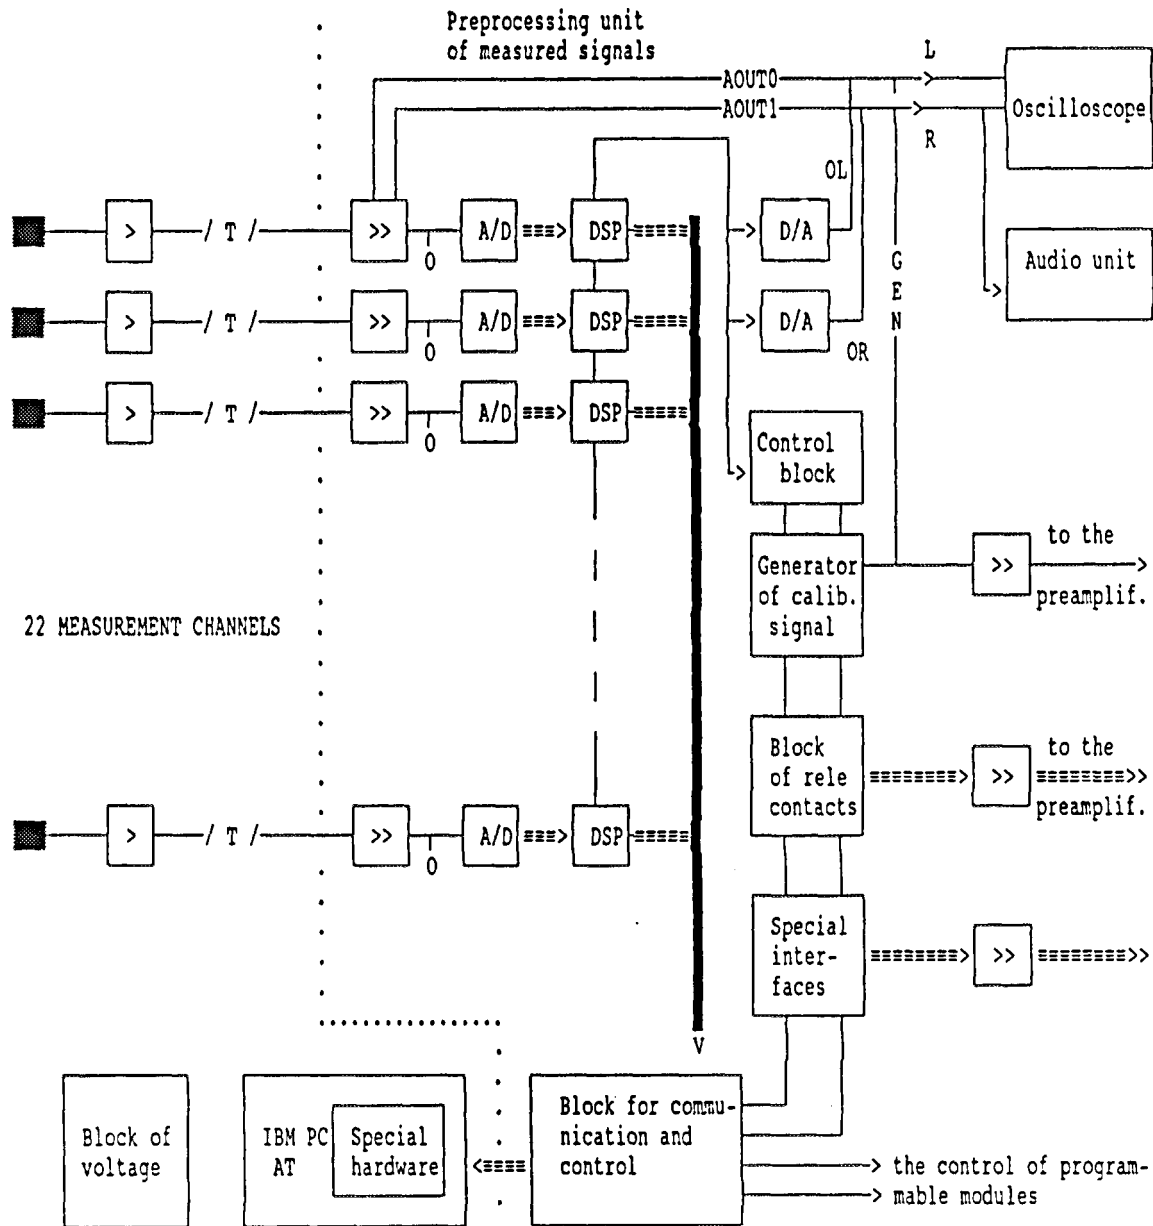 Preprocessing unit
of measured signals
L
AOUT0
AOUT1
R
Oscilloscope
OL
> / T / >> O A/D ≡≡≡> DSP ≡≡≡≡≡ > D/A
G
E
N
Audio unit
> / T / >> O A/D ≡≡≡> DSP ≡≡≡≡≡ > D/A
OR
> / T / >> O A/D ≡≡≡> DSP ≡≡≡≡≡
Control
block
Generator
of calib.
signal
>>
to the
preamplif.
22 MEASUREMENT CHANNELS
Block
of rele
contacts
≡≡≡≡≡≡≡≡> >> ≡≡≡≡≡≡≡≡>>
to the
preamplif.
> / T / >> O A/D ≡≡≡> DSP ≡≡≡≡≡
Special
inter-
faces
≡≡≡≡≡≡≡≡> >> ≡≡≡≡≡≡≡≡>>
V
Block of
voltage
IBM PC
AT
Special
hardware
<≡≡≡≡
Block for commu-
nication and
control
> the control of program-
> mable modules